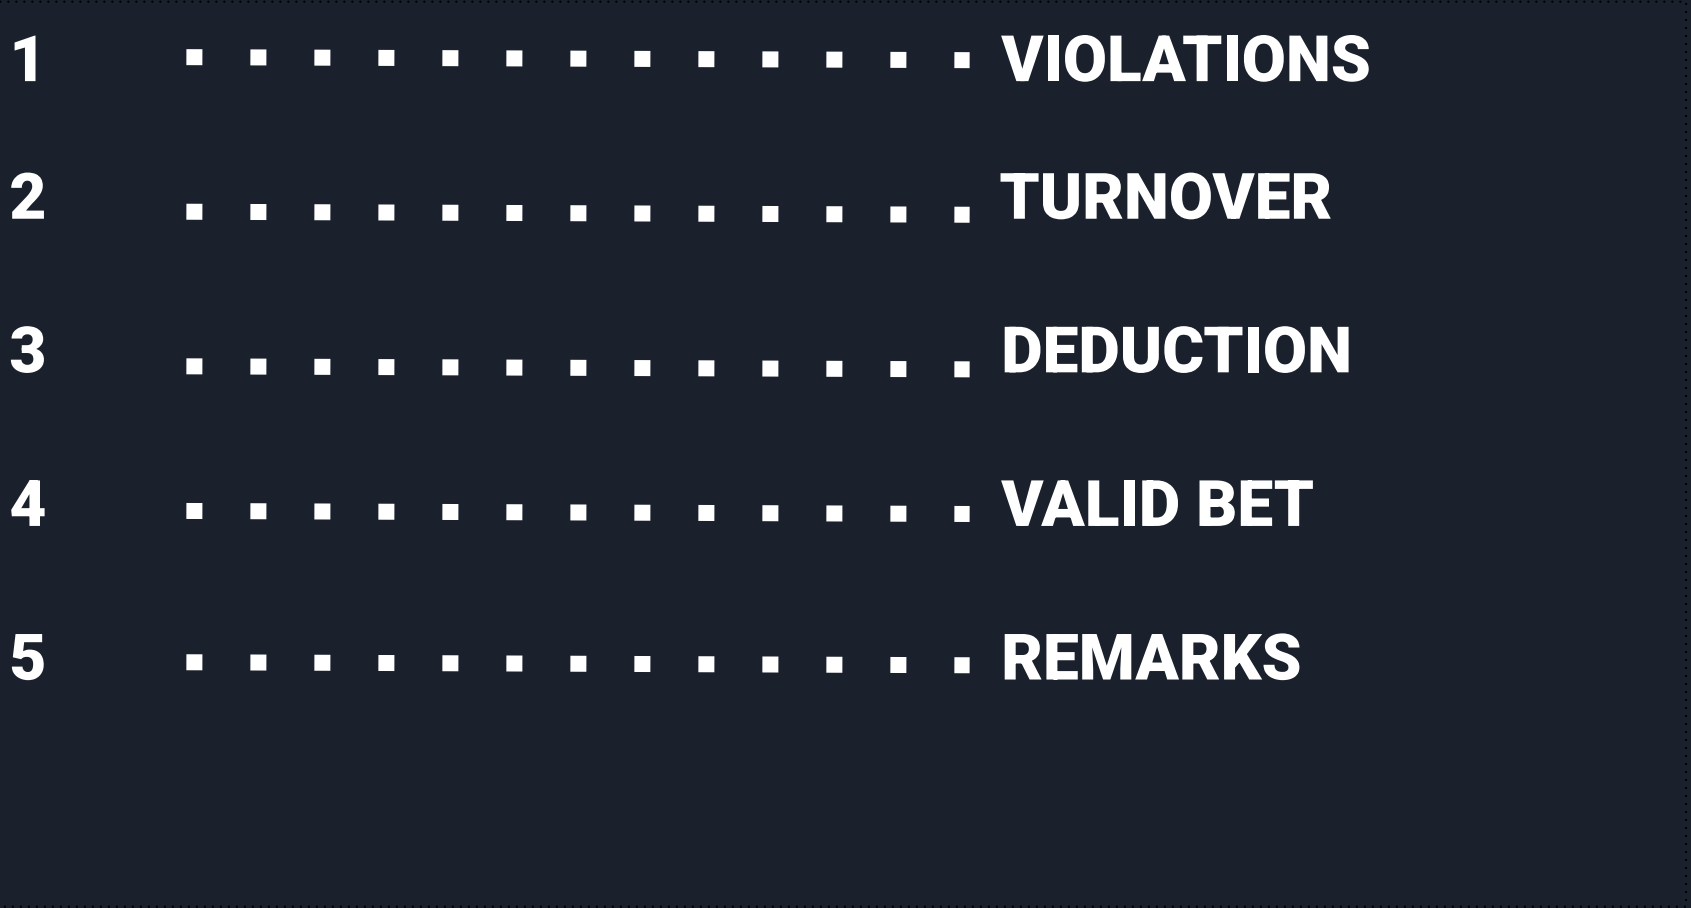 1 . . . . . . . . . . . . . VIOLATIONS
2 . . . . . . . . . . . . . TURNOVER
3 . . . . . . . . . . . . . DEDUCTION
4 . . . . . . . . . . . . . VALID BET
5 . . . . . . . . . . . . . REMARKS